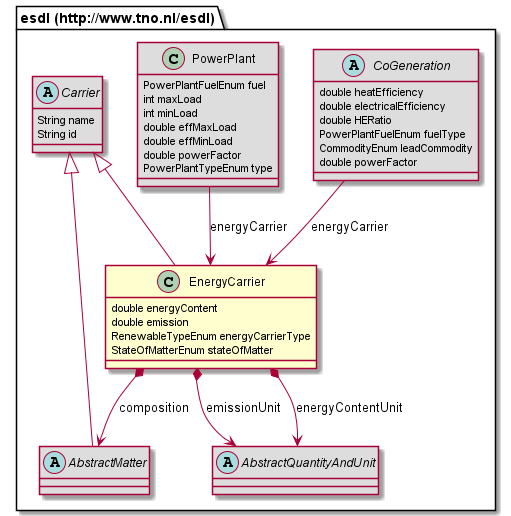 esdl (http://www.tno.nl/esdl)
C PowerPlant
PowerPlantFuelEnum fuel
int maxLoad
int minLoad
double effMaxLoad
double effMinLoad
double powerFactor
PowerPlantTypeEnum type
A CoGeneration
double heatEfficiency
double electricalEfficiency
double HERatio
PowerPlantFuelEnum fuelType
CommodityEnum leadCommodity
double powerFactor
A Carrier
String name
String id
energyCarrier
energyCarrier
C EnergyCarrier
double energyContent
double emission
RenewableTypeEnum energyCarrierType
StateOfMatterEnum stateOfMatter
composition
emissionUnit
energyContentUnit
A AbstractMatter
A AbstractQuantityAndUnit